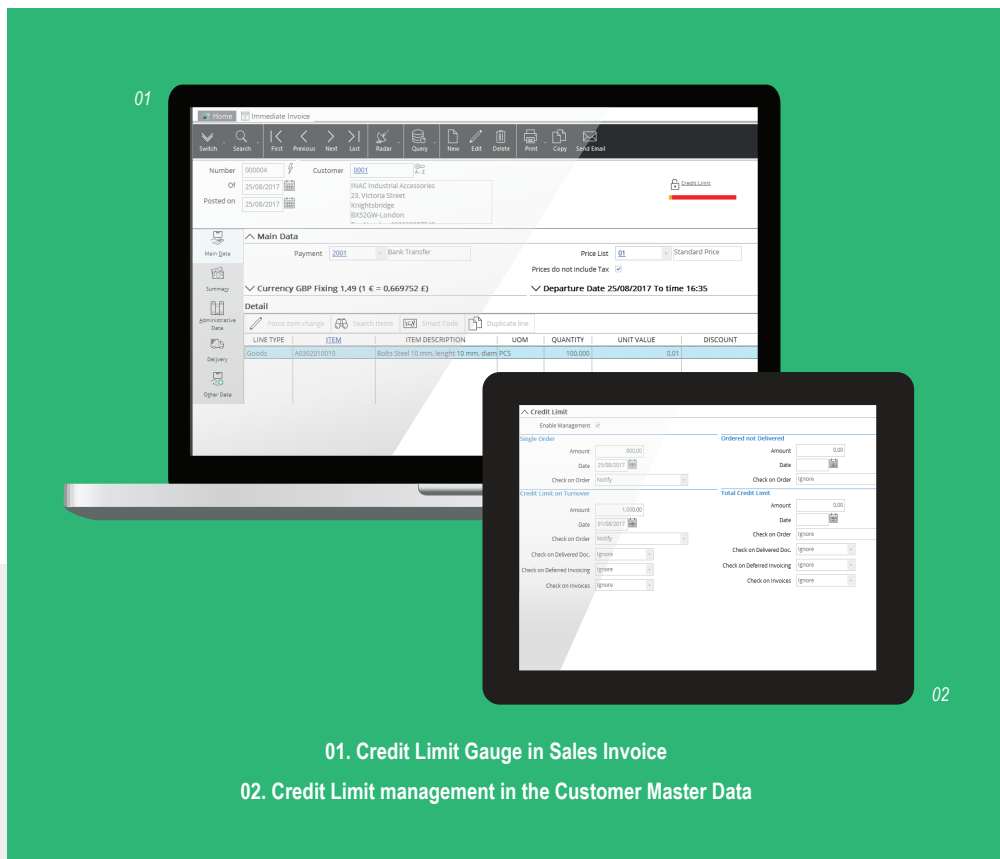 01
Home Immediate Invoice
Switch Search First Previous Next Last Radar Query New Edit Delete Print Copy Send Email
Number 000004 Customer 0001 A-Z
Of 25/08/2017 INAC Industrial Accessories
Credit Limit
23, Victoria Street
Posted on 25/08/2017 Knightsbridge
BX52GW-London
Main Data
Main Data
Payment 2001 Bank Transfer Price List 01 Standard Price
Prices do not include Tax
Summary
Currency GBP Fixing 1,49 (1 € = 0,669752 £) Departure Date 25/08/2017 To time 16:35
Administrative Data
Detail
Force item change Search Items Smart Code Duplicate line
LINE TYPE ITEM ITEM DESCRIPTION UOM QUANTITY UNIT VALUE DISCOUNT
Goods A0302010010 Bolts Steel 10 mm, lenght 10 mm, diam PCS 100,000 0,01
Delivery
Other Data
Credit Limit
Enable Management
Single Order
Amount 900,00
Date 25/08/2017
Check on Order Notify
Ordered not Delivered
Amount 0,00
Date
Check on Order Ignore
Credit Limit on Turnover
Amount 1.000,00
Date 01/08/2017
Check on Order Notify
Check on Delivered Doc. Ignore
Check on Deferred Invoicing Ignore
Check on Invoices Ignore
Total Credit Limit
Amount 0,00
Date
Check on Order Ignore
Check on Delivered Doc. Ignore
Check on Deferred Invoicing Ignore
Check on Invoices Ignore
02
01. Credit Limit Gauge in Sales Invoice
02. Credit Limit management in the Customer Master Data